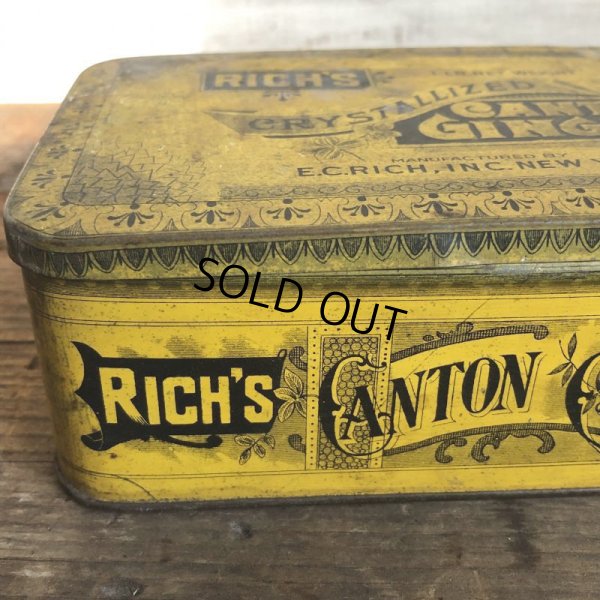 RICH'S
CRYSTALLIZED
MANUFACTURED BY
E.C.RICH, INC. NEW
SOLD OUT
RICH'S CANTON